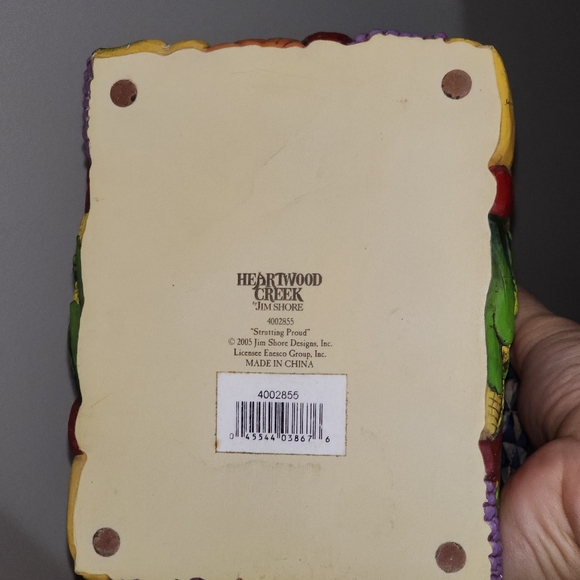 HEARTWOOD
CREEK
by JIM SHORE
4002855
"Strutting Proud"
© 2005 Jim Shore Designs, Inc.
Licensee Enesco Group, Inc.
MADE IN CHINA
4002855
0 45544 03867 6